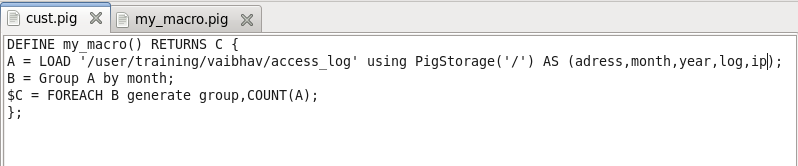 cust.pig my_macro.pig
DEFINE my_macro() RETURNS C {
A = LOAD '/user/training/vaibhav/access_log' using PigStorage('/') AS (adress,month,year,log,ip);
B = Group A by month;
$C = FOREACH B generate group,COUNT(A);
};